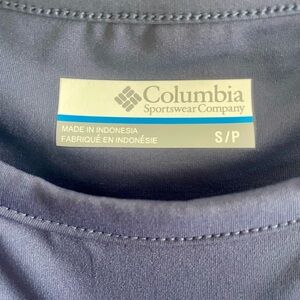 Columbia
Sportswear Company
MADE IN INDONESIA
FABRIQUÉ EN INDONÉSIE
S/P